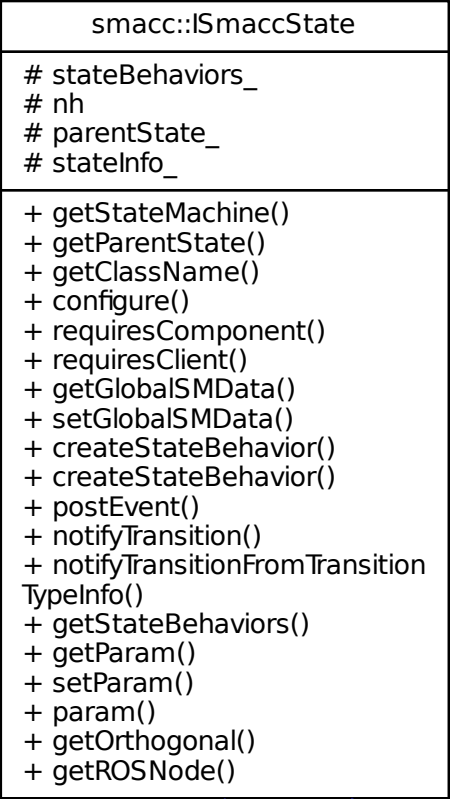 smacc::ISmaccState
# stateBehaviors_
# nh
# parentState_
# stateInfo_
+ getStateMachine()
+ getParentState()
+ getClassName()
+ configure()
+ requiresComponent()
+ requiresClient()
+ getGlobalSMData()
+ setGlobalSMData()
+ createStateBehavior()
+ createStateBehavior()
+ postEvent()
+ notifyTransition()
+ notifyTransitionFromTransition
TypeInfo()
+ getStateBehaviors()
+ getParam()
+ setParam()
+ param()
+ getOrthogonal()
+ getROSNode()